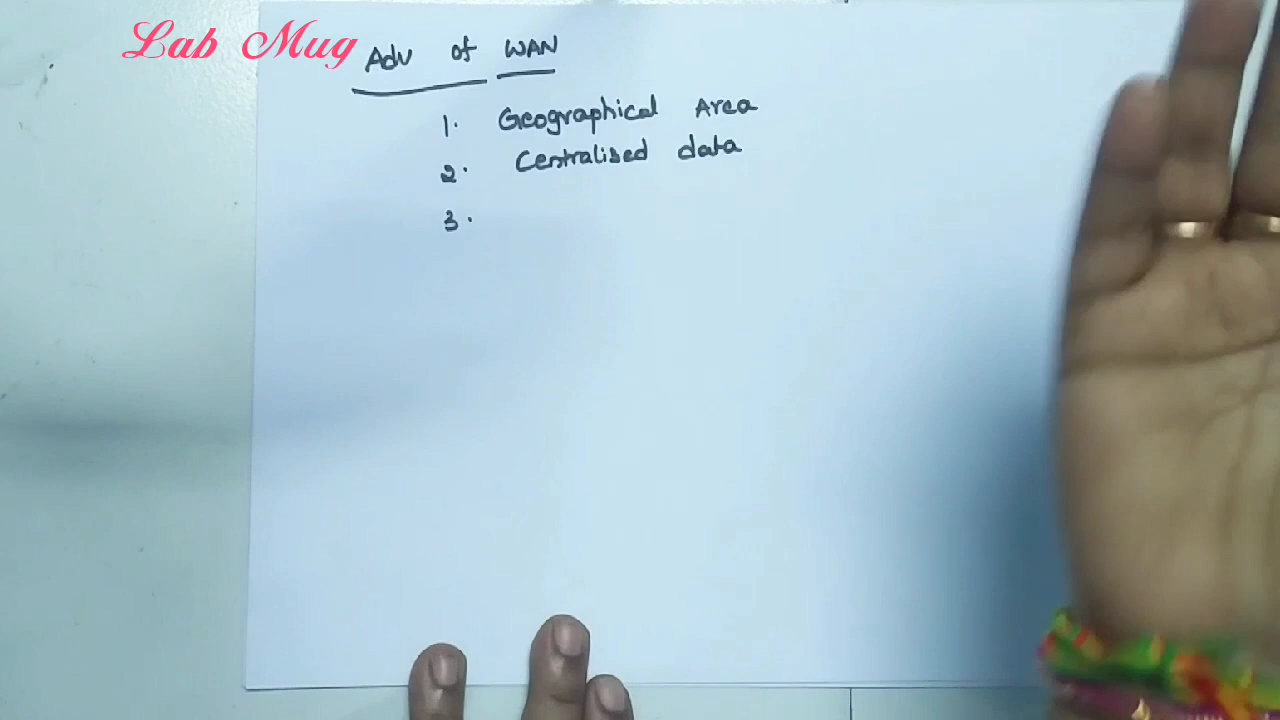 Lab Mug
Adv of WAN
1. Geographical Area
2. Centralised data
3.